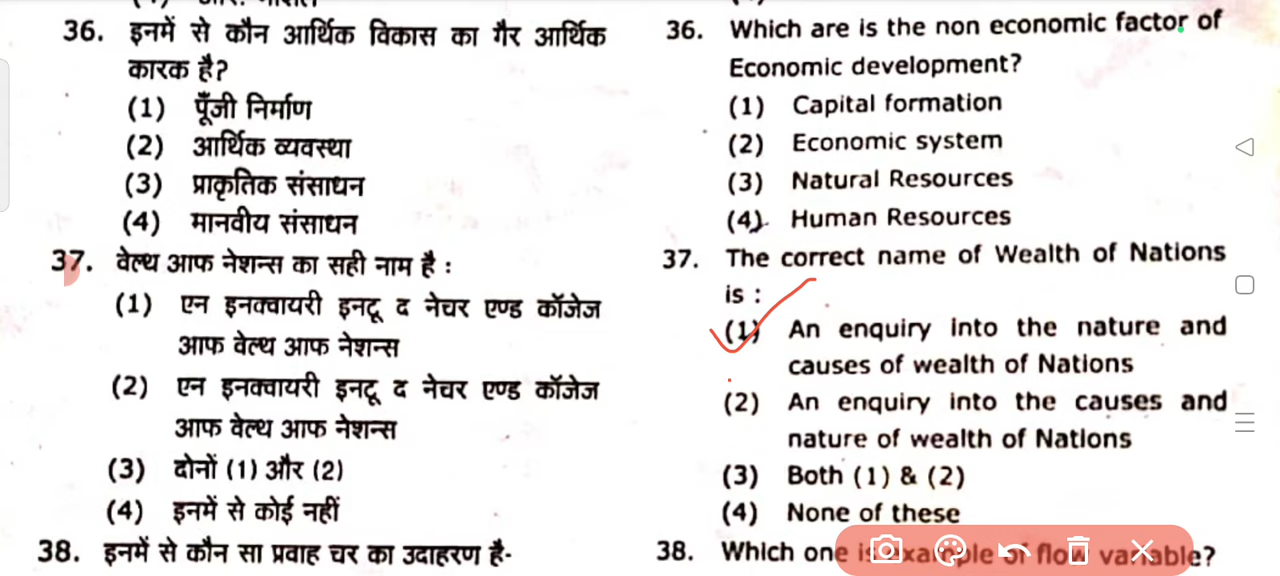 36. इनमें से कौन आर्थिक विकास का गैर आर्थिक
कारक है?
(1) पूँजी निर्माण
(2) आर्थिक व्यवस्था
(3) प्राकृतिक संसाधन
(4) मानवीय संसाधन
37. वेल्थ आफ नेशन्स का सही नाम है :
(1) एन इनक्वायरी इनटू द नेचर एण्ड कॉजेज
आफ वेल्थ आफ नेशन्स
(2) एन इनक्वायरी इनटू द नेचर एण्ड कॉजेज
आफ वेल्थ आफ नेशन्स
(3) दोनों (1) और (2)
(4) इनमें से कोई नहीं
38. इनमें से कौन सा प्रवाह चर का उदाहरण है-
36. Which are is the non economic factor of
Economic development?
(1) Capital formation
(2) Economic system
(3) Natural Resources
(4) Human Resources
37. The correct name of Wealth of Nations
is :
(1) An enquiry into the nature and
causes of wealth of Nations
(2) An enquiry into the causes and
nature of wealth of Nations
(3) Both (1) & (2)
(4) None of these
38. Which one is example of flow variable?